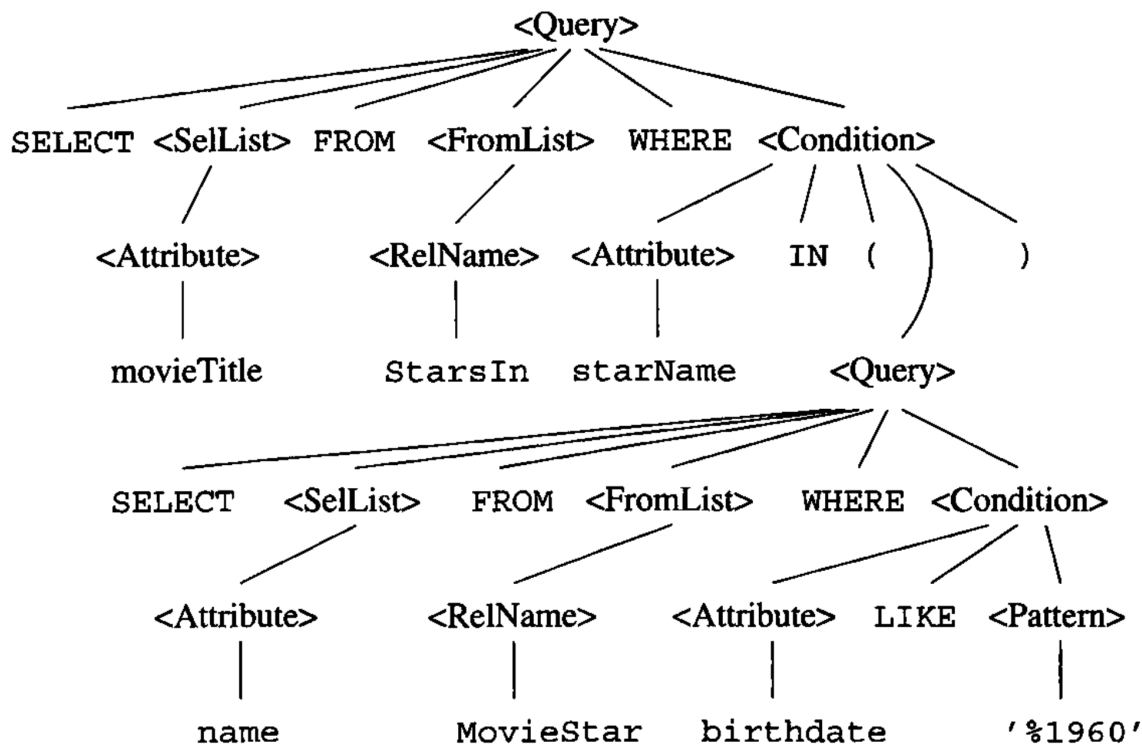 <Query>
SELECT <SelList> FROM <FromList> WHERE <Condition>
<Attribute> <RelName> <Attribute> IN ( )
movieTitle StarsIn starName <Query>
SELECT <SelList> FROM <FromList> WHERE <Condition>
<Attribute> <RelName> <Attribute> LIKE <Pattern>
name MovieStar birthdate '%1960'